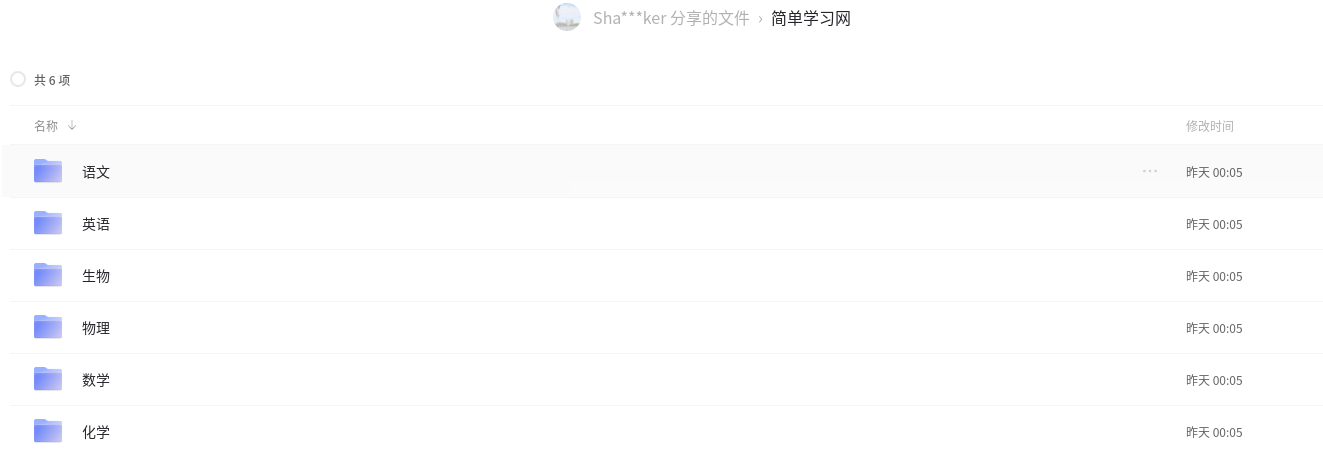 Sha***ker 分享的文件 › 简单学习网
共 6 项
名称 ↓ 修改时间
语文 ··· 昨天 00:05
英语 昨天 00:05
生物 昨天 00:05
物理 昨天 00:05
数学 昨天 00:05
化学 昨天 00:05